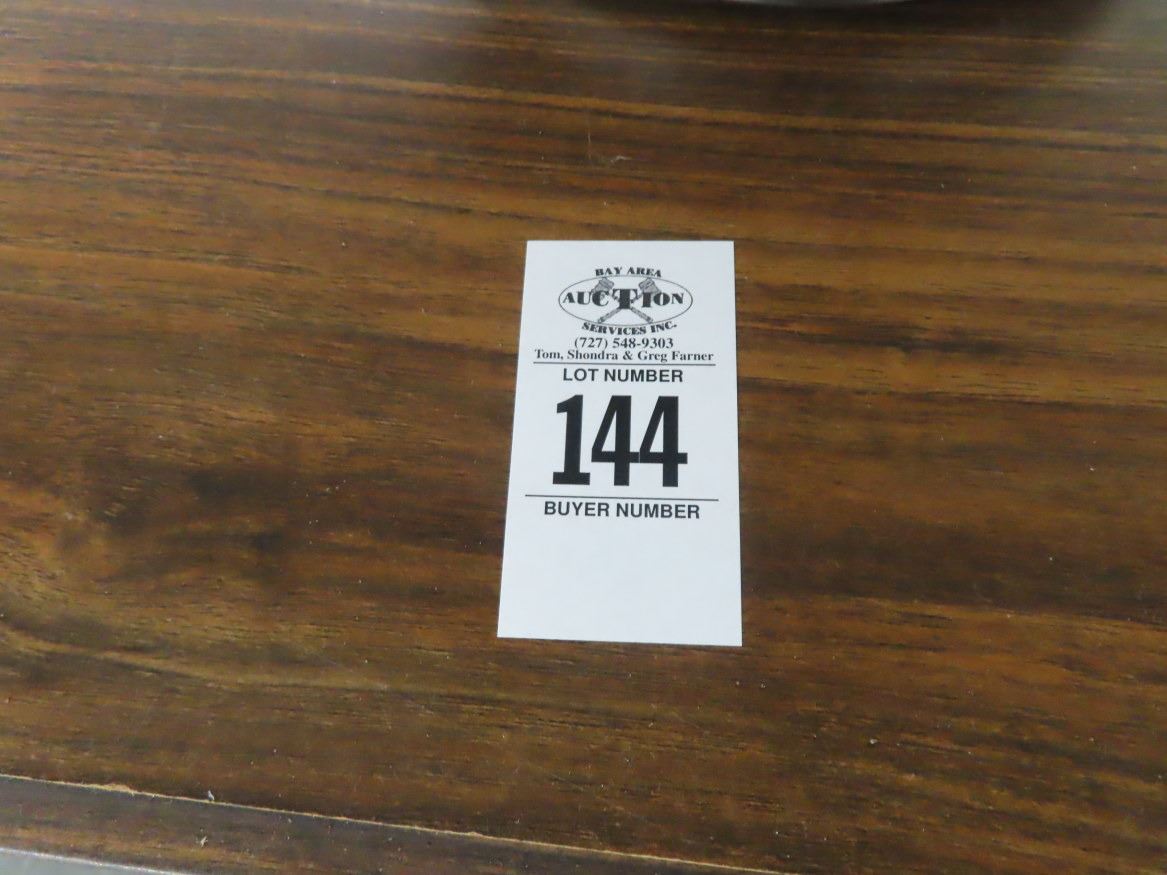 BAY AREA
AUCTION
SERVICES INC.
(727) 548-9303
Tom, Shondra & Greg Farner
LOT NUMBER
144
BUYER NUMBER